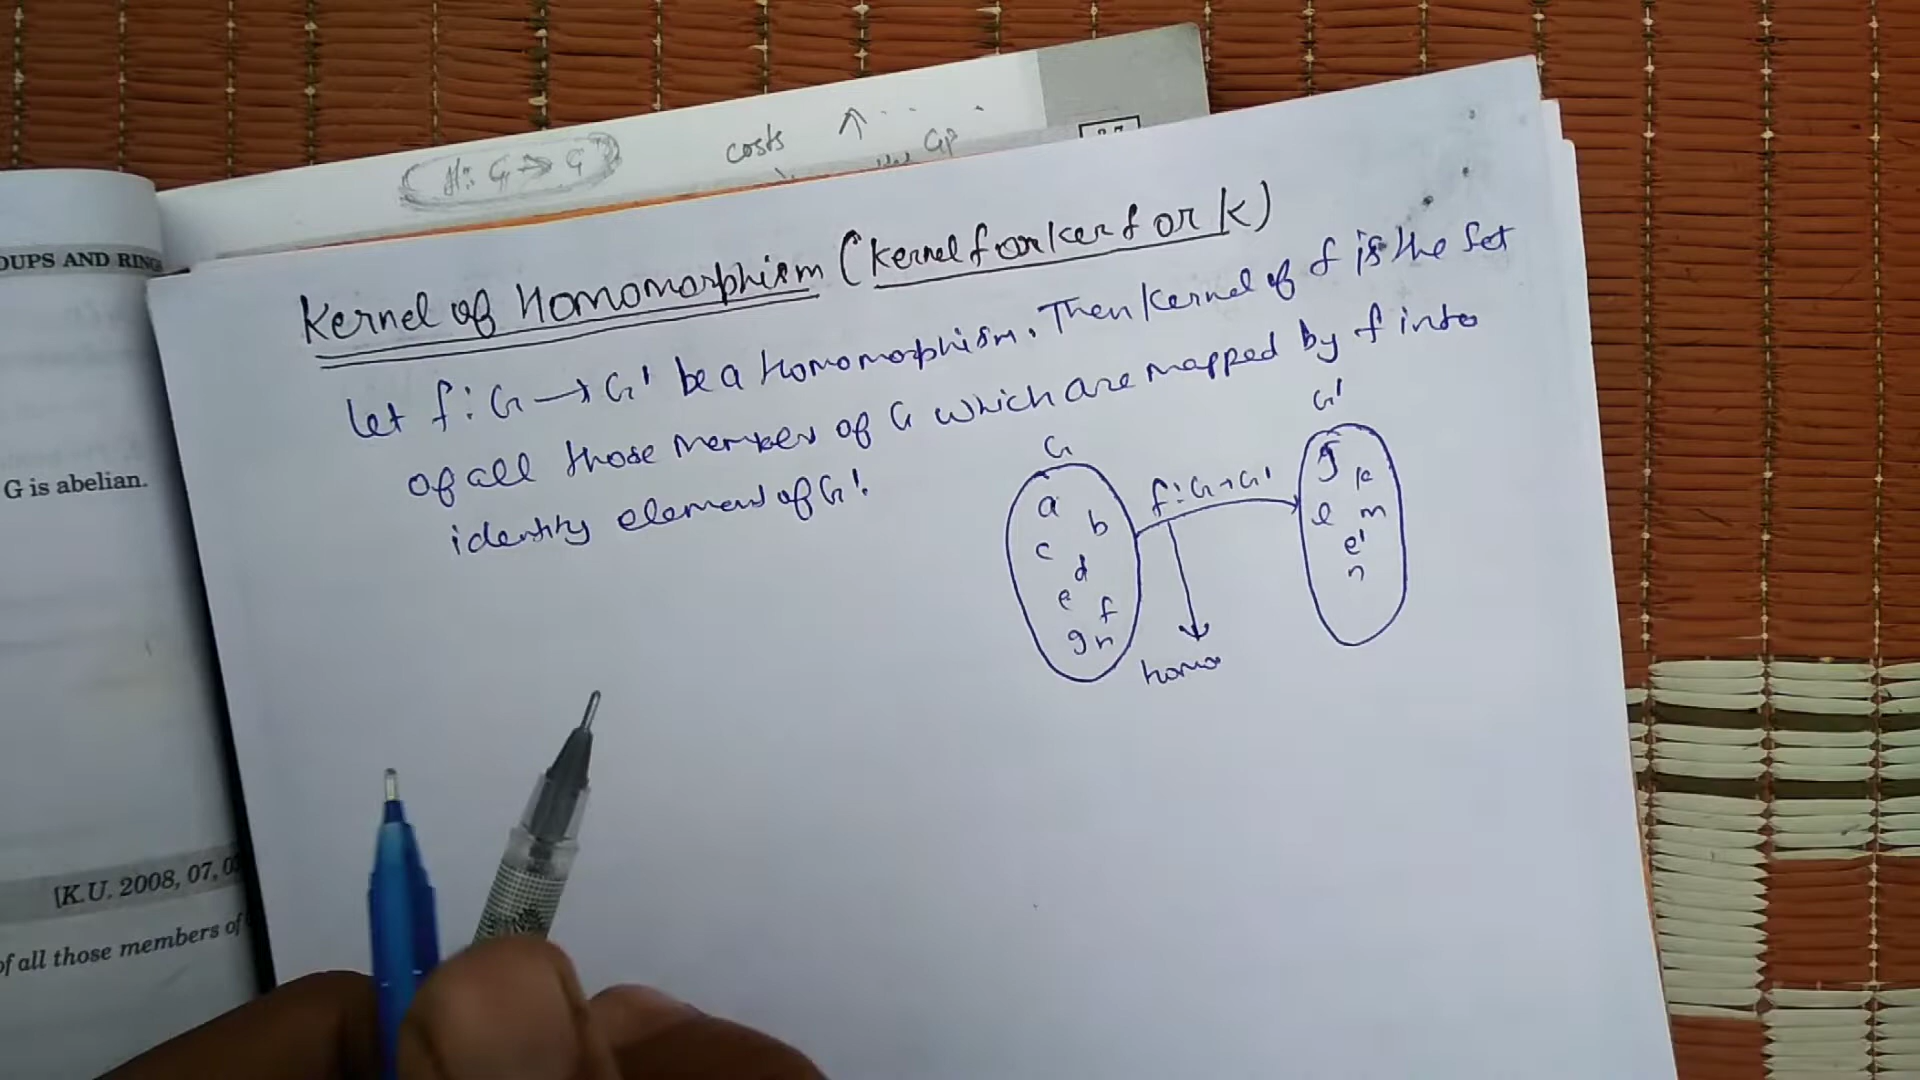 H: G → G
costs ↑
GP
OUPS AND RING
Kernel of Homomorphism (Kernel f or ker f or K)
Let f: G → G' be a Homomorphism. Then Kernel of f is the set
of all those member of G which are mapped by f into
identity element of G'.
G is abelian.
G
a
b
c
d
e
f
g n
f: G → G'
homo
G'
g
k
l m
e'
n
[K.U. 2008, 07, 0
of all those members of